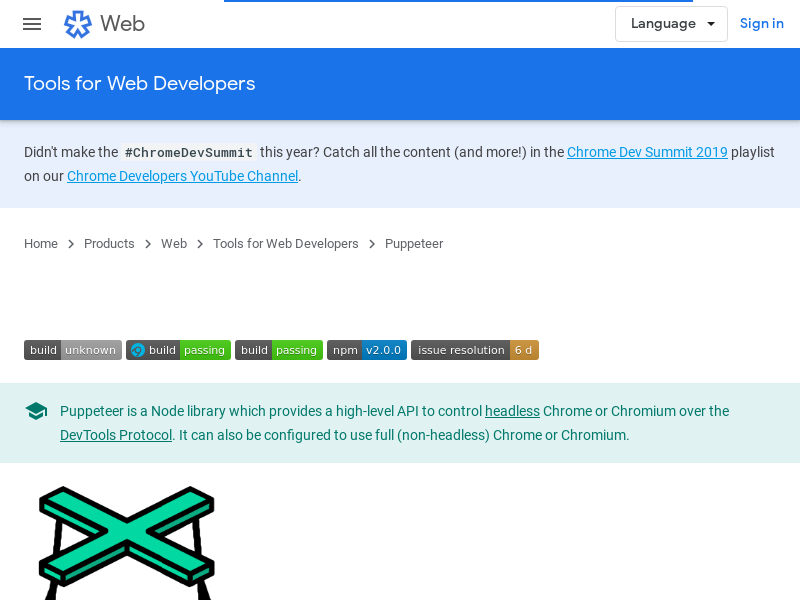 Web
Language
Sign in
Tools for Web Developers
Didn't make the #ChromeDevSummit this year? Catch all the content (and more!) in the Chrome Dev Summit 2019 playlist
on our Chrome Developers YouTube Channel.
Home > Products > Web > Tools for Web Developers > Puppeteer
build unknown build passing build passing npm v2.0.0 issue resolution 6 d
Puppeteer is a Node library which provides a high-level API to control headless Chrome or Chromium over the
DevTools Protocol. It can also be configured to use full (non-headless) Chrome or Chromium.